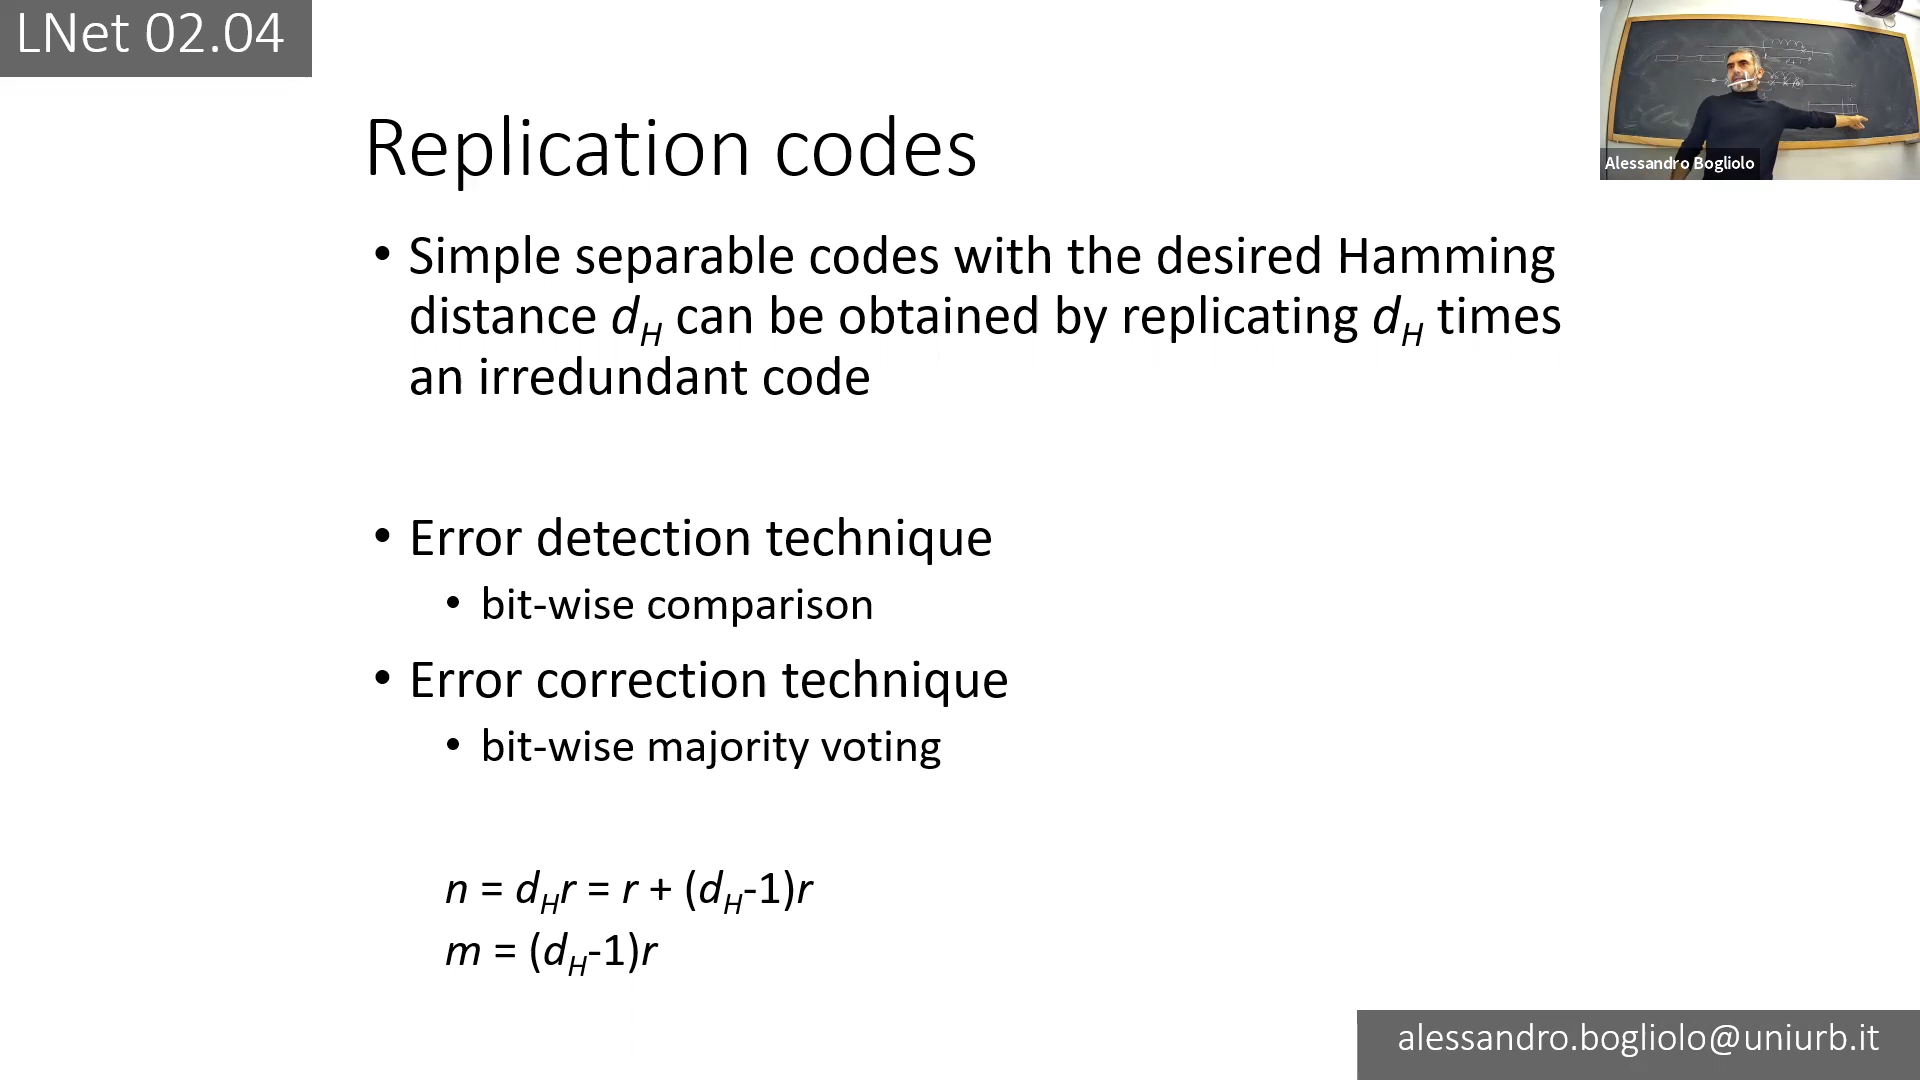 LNet 02.04
Alessandro Bogliolo
Replication codes
• Simple separable codes with the desired Hamming
distance d_H can be obtained by replicating d_H times
an irredundant code
• Error detection technique
• bit-wise comparison
• Error correction technique
• bit-wise majority voting
n = d_Hr = r + (d_H-1)r
m = (d_H-1)r
alessandro.bogliolo@uniurb.it